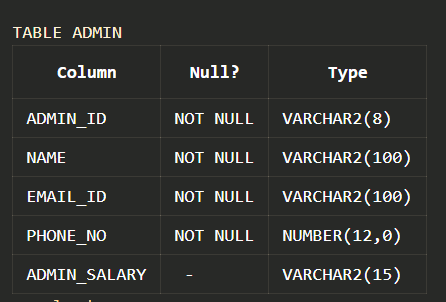 TABLE ADMIN
Column Null? Type
ADMIN_ID NOT NULL VARCHAR2(8)
NAME NOT NULL VARCHAR2(100)
EMAIL_ID NOT NULL VARCHAR2(100)
PHONE_NO NOT NULL NUMBER(12,0)
ADMIN_SALARY - VARCHAR2(15)